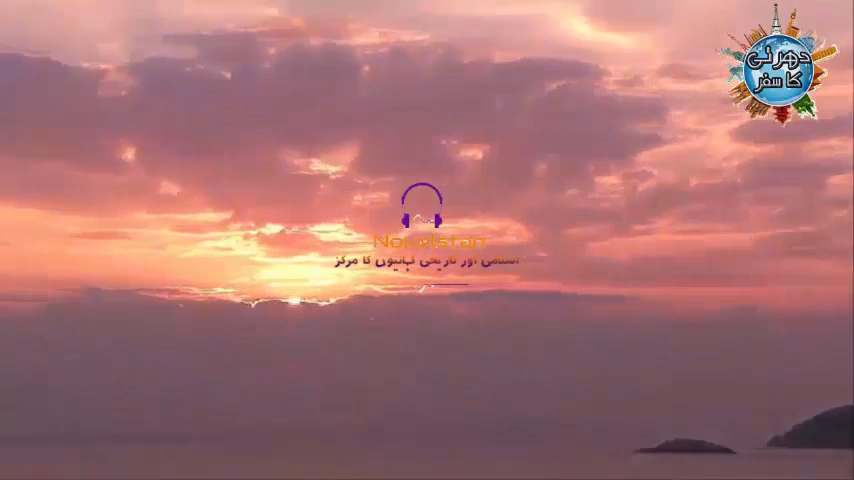 دھرتی
کا سفر
Novelstan
اسلامی اور تاریخی کہانیوں کا مرکز